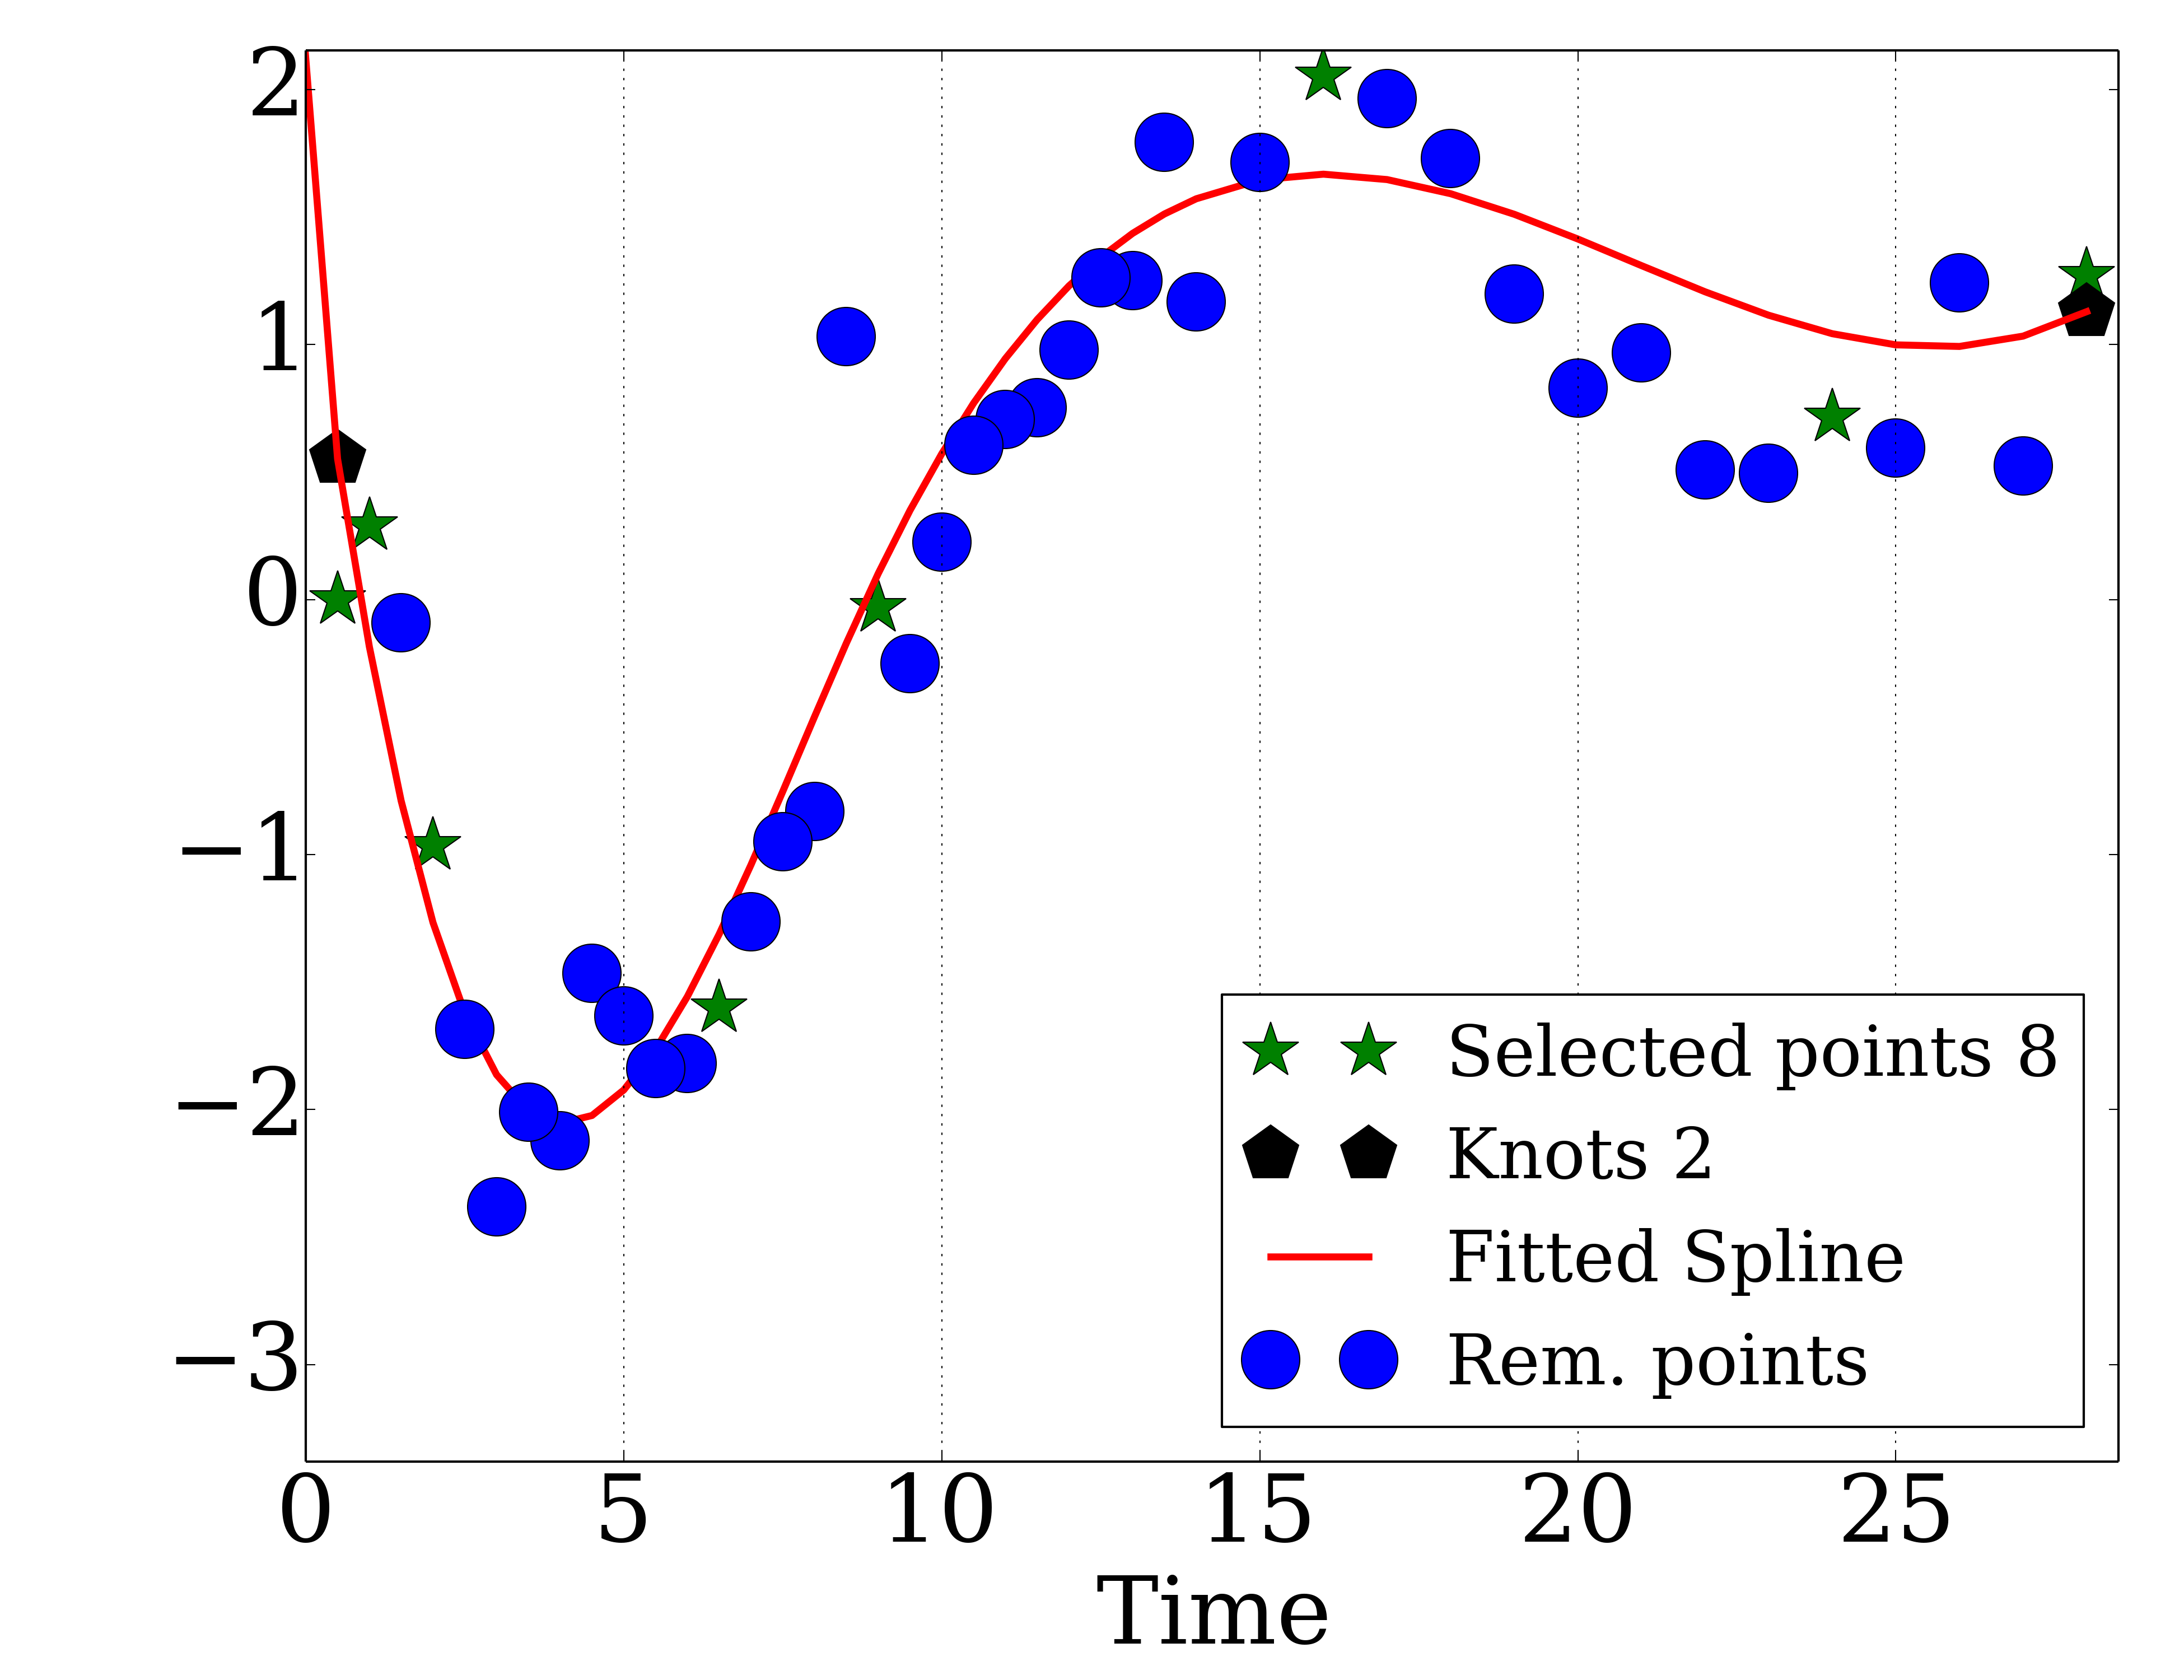 2
1
0
−1
−2
−3
0 5 10 15 20 25
Time
Selected points 8
Knots 2
Fitted Spline
Rem. points